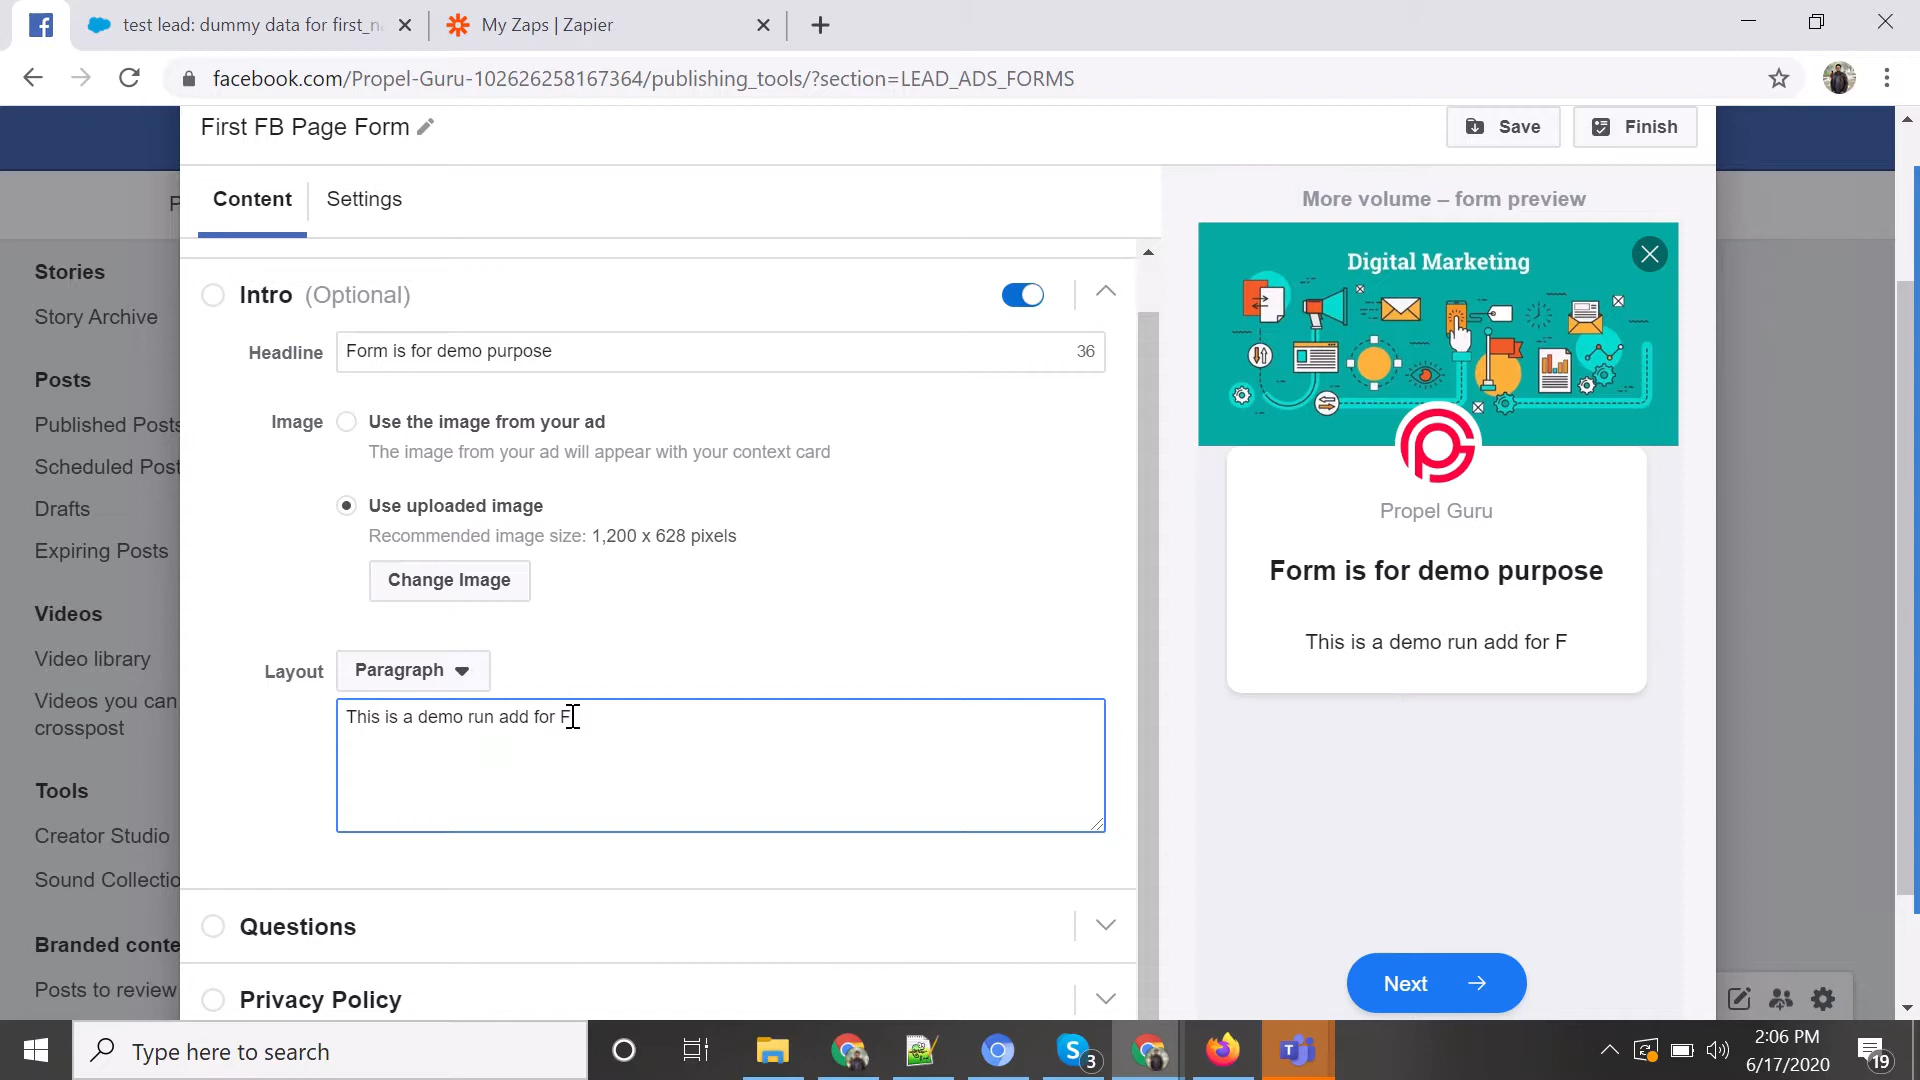 test lead: dummy data for first_n
My Zaps | Zapier
facebook.com/Propel-Guru-102626258167364/publishing_tools/?section=LEAD_ADS_FORMS
First FB Page Form
Save
Finish
P
Content
Settings
More volume – form preview
Stories
Story Archive
Posts
Published Posts
Scheduled Post
Drafts
Expiring Posts
Videos
Video library
Videos you can
crosspost
Tools
Creator Studio
Sound Collectio
Branded conte
Posts to review
Intro (Optional)
Headline
Form is for demo purpose
36
Image
Use the image from your ad
The image from your ad will appear with your context card
Use uploaded image
Recommended image size: 1,200 x 628 pixels
Change Image
Layout
Paragraph
This is a demo run add for F
Questions
Privacy Policy
Digital Marketing
Propel Guru
Form is for demo purpose
This is a demo run add for F
Next
Type here to search
3
2:06 PM
6/17/2020
19